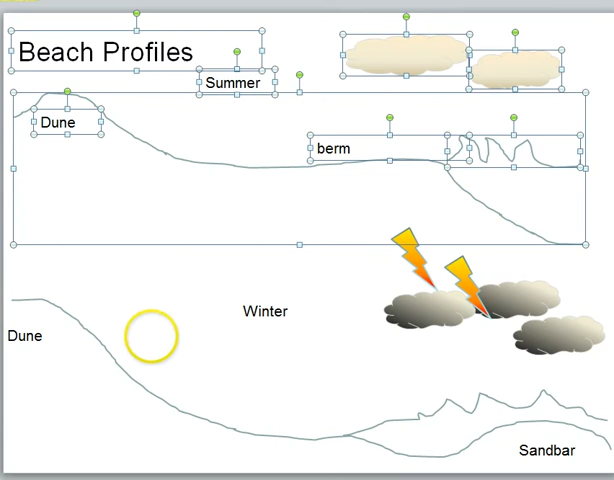 Beach Profiles
Summer
Dune
berm
Winter
Dune
Sandbar